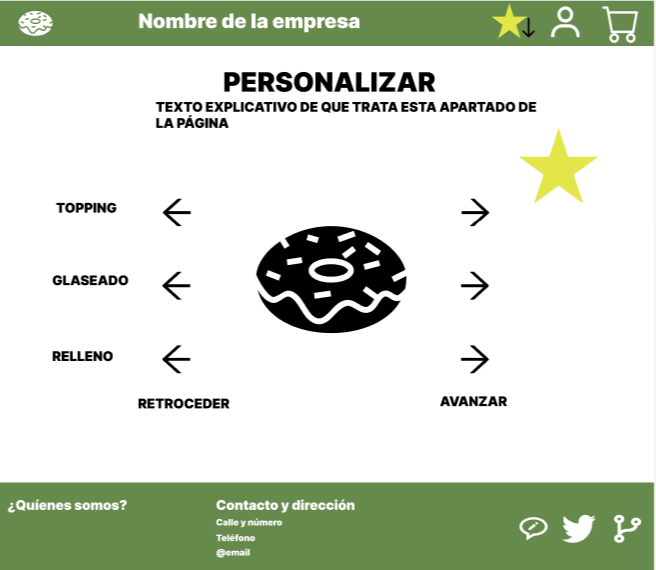 Nombre de la empresa
PERSONALIZAR
TEXTO EXPLICATIVO DE QUE TRATA ESTA APARTADO DE
LA PÁGINA
TOPPING
GLASEADO
RELLENO
RETROCEDER
AVANZAR
¿Quíenes somos?
Contacto y dirección
Calle y número
Teléfono
@email